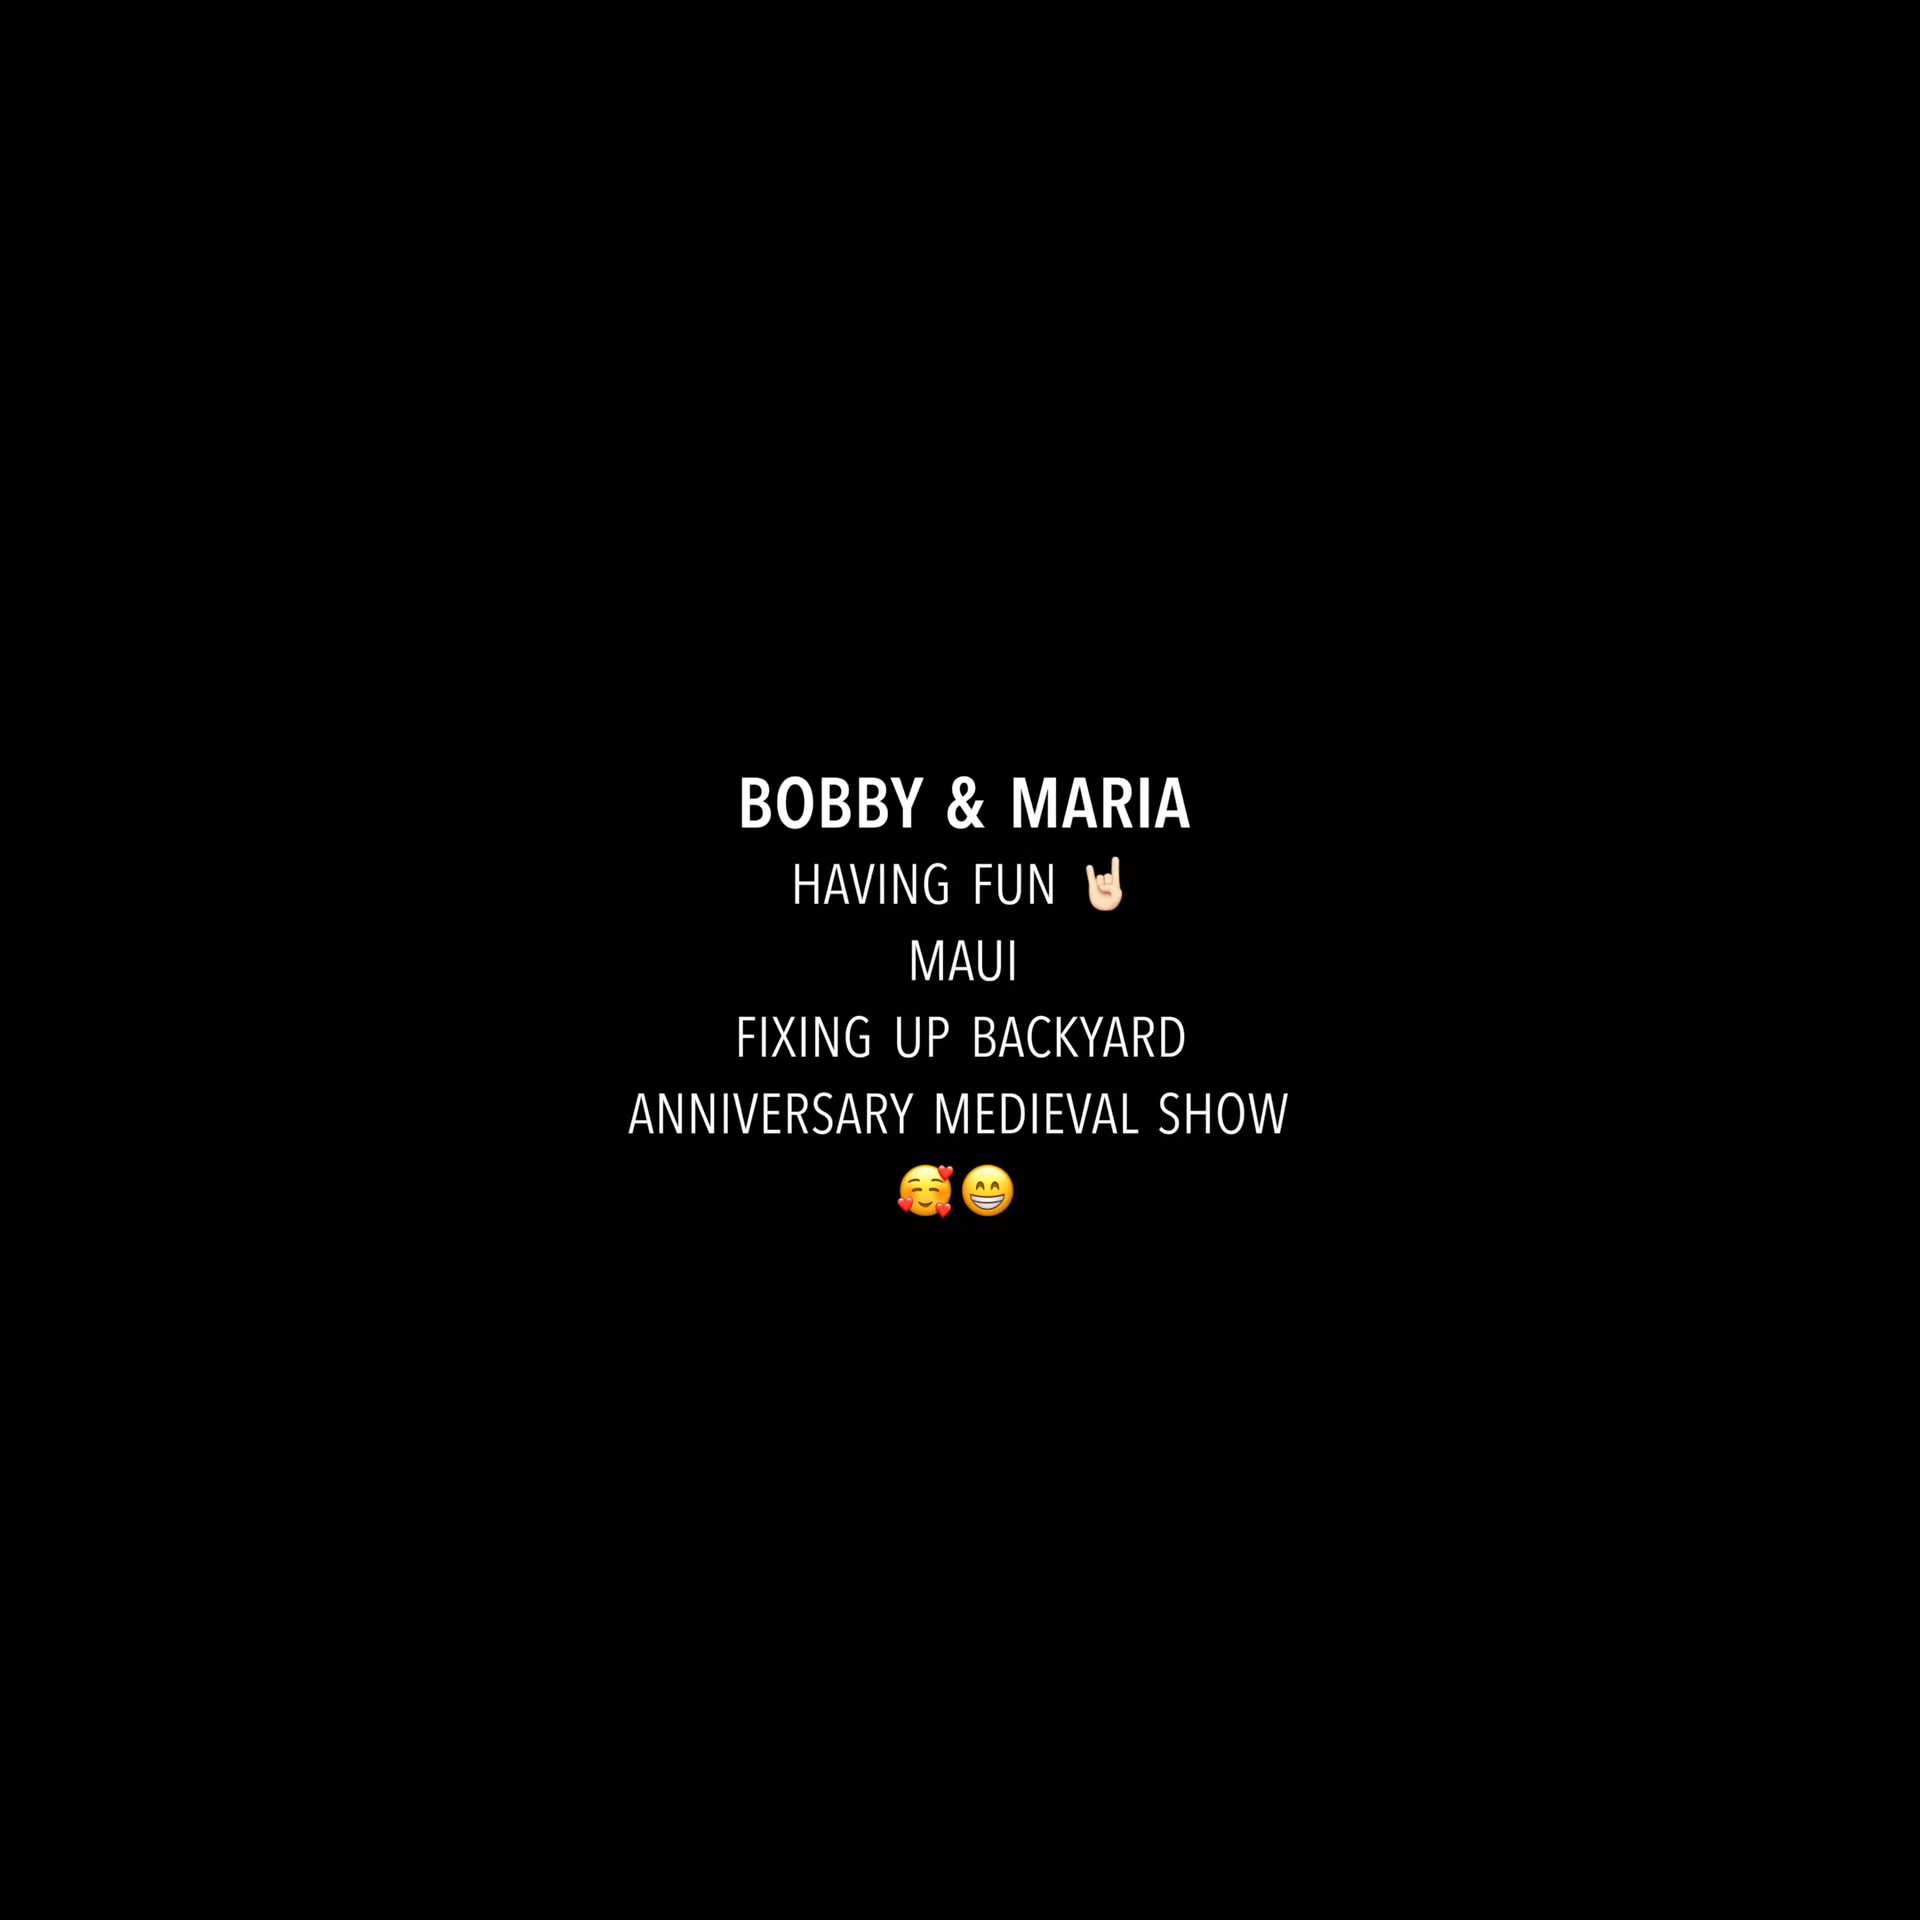 BOBBY & MARIA
HAVING FUN 🤘🏻
MAUI
FIXING UP BACKYARD
ANNIVERSARY MEDIEVAL SHOW
🥰😁